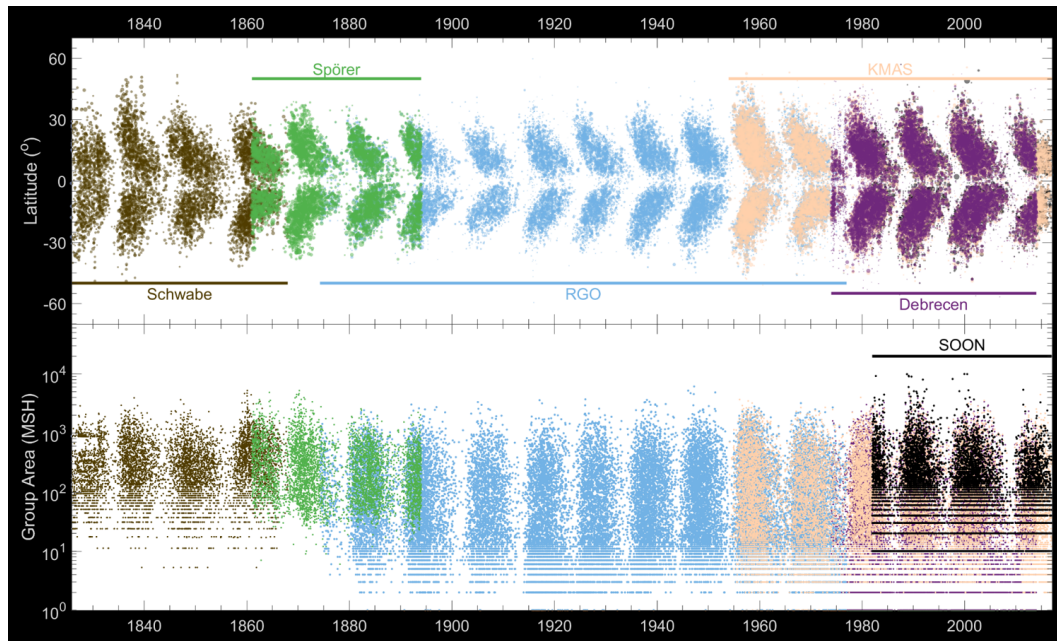 1840 1860 1880 1900 1920 1940 1960 1980 2000
60
Spörer KMAS
30
Latitude (°)
0
-30
Schwabe RGO
Debrecen
-60
SOON
10⁴
10³
Group Area (MSH)
10²
10¹
10⁰
1840 1860 1880 1900 1920 1940 1960 1980 2000